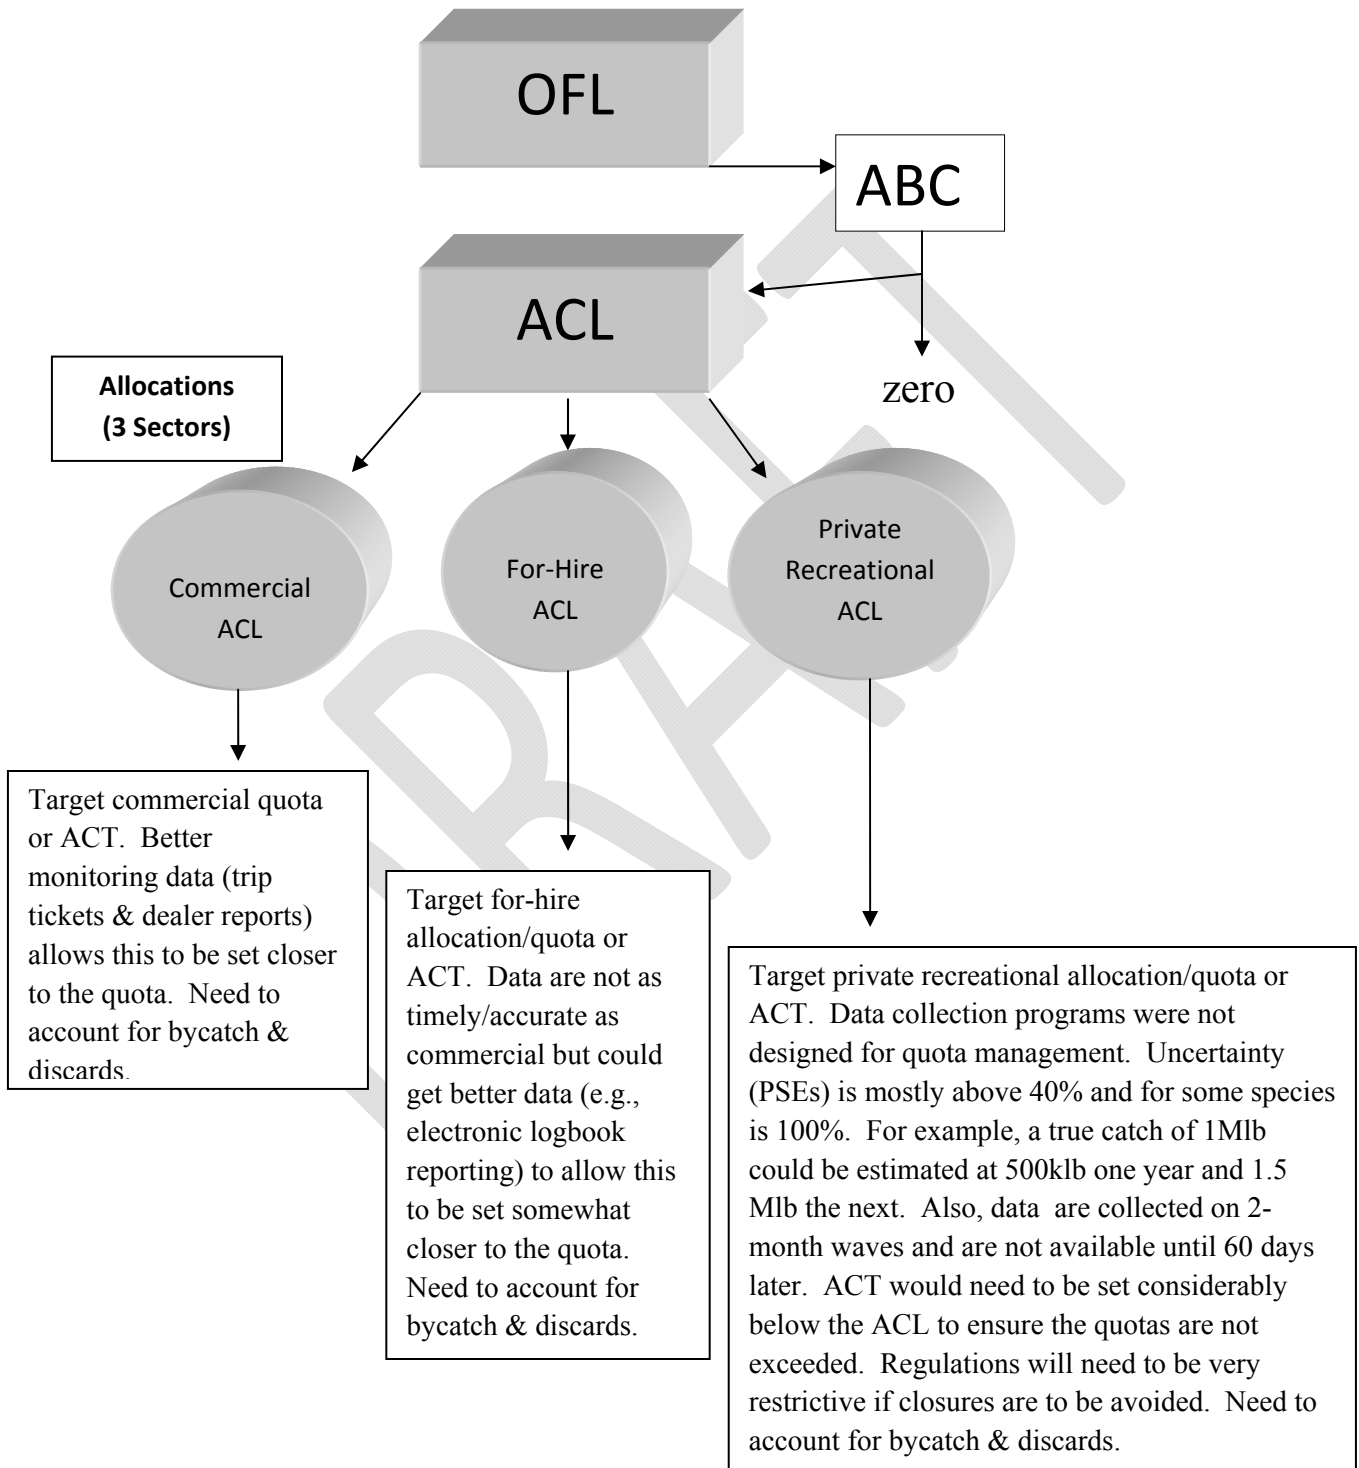 OFL
ABC
ACL
zero
Allocations
(3 Sectors)
Commercial
ACL
For-Hire
ACL
Private
Recreational
ACL
Target commercial quota
or ACT.  Better
monitoring data (trip
tickets & dealer reports)
allows this to be set closer
to the quota.  Need to
account for bycatch &
discards.
Target for-hire
allocation/quota or
ACT.  Data are not as
timely/accurate as
commercial but could
get better data (e.g.,
electronic logbook
reporting) to allow this
to be set somewhat
closer to the quota.
Need to account for
bycatch & discards.
Target private recreational allocation/quota or
ACT.  Data collection programs were not
designed for quota management.  Uncertainty
(PSEs) is mostly above 40% and for some species
is 100%.  For example, a true catch of 1Mlb
could be estimated at 500klb one year and 1.5
Mlb the next.  Also, data  are collected on 2-
month waves and are not available until 60 days
later.  ACT would need to be set considerably
below the ACL to ensure the quotas are not
exceeded.  Regulations will need to be very
restrictive if closures are to be avoided.  Need to
account for bycatch & discards.
DRAFT